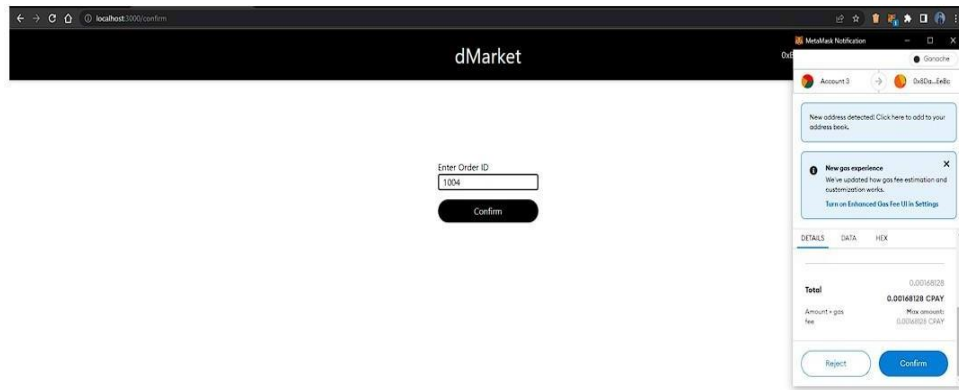 localhost:3000/confirm
dMarket
Enter Order ID
1004
Confirm
MetaMask Notification
Ganache
Account 3
New address detected! Click here to add to your
address book.
New gas experience
We've updated how gas fee estimation and
customization works.
Turn on Enhanced Gas Fee UI in Settings
DETAILS DATA HEX
0.00168128
Total
0.00168128 CPAY
Amount + gas
fee
Max amount:
0.00168128 CPAY
Reject Confirm